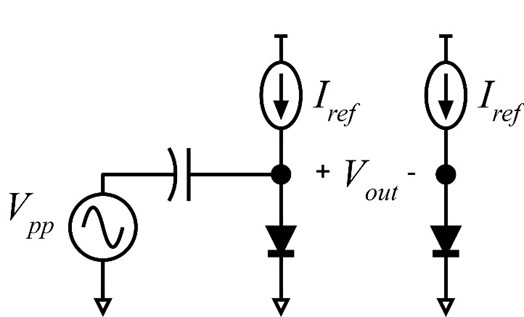 I_ref I_ref
+ V_out -
V_pp